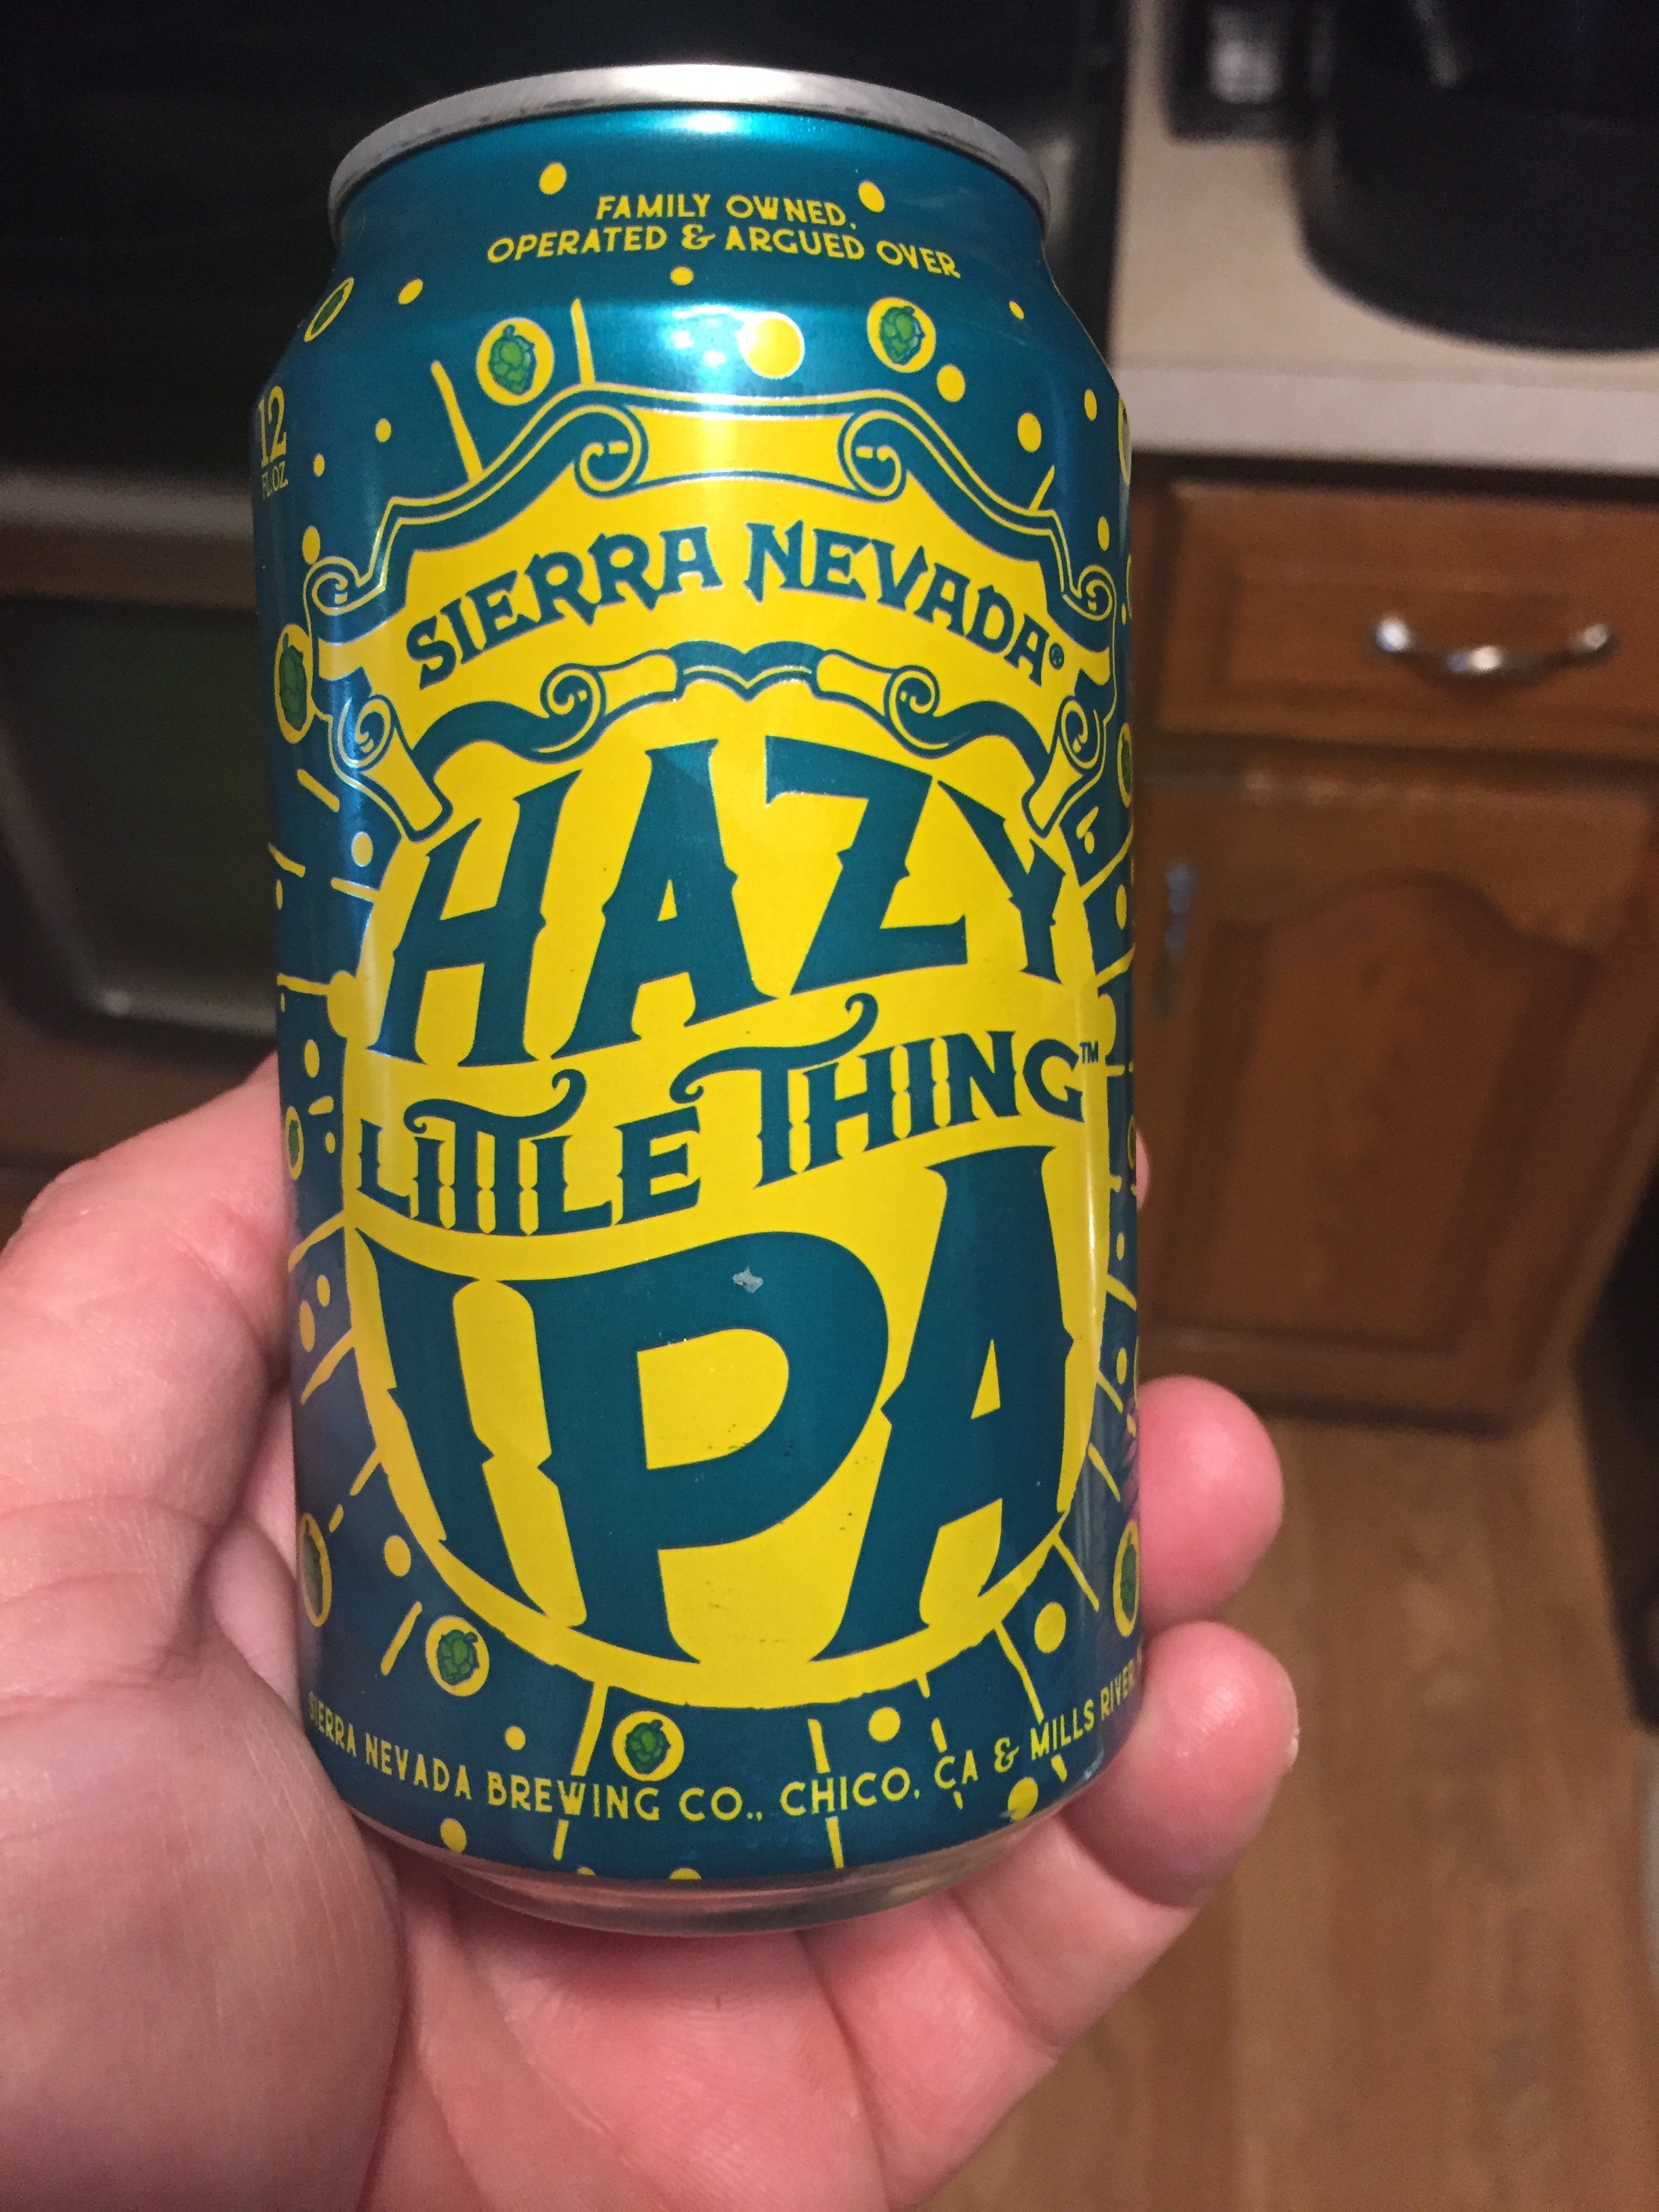 FAMILY OWNED,
OPERATED & ARGUED OVER
12
FL.OZ.
SIERRA NEVADA®
HAZY
LITTLE THING™
IPA
SIERRA NEVADA BREWING CO., CHICO, CA & MILLS RIVER